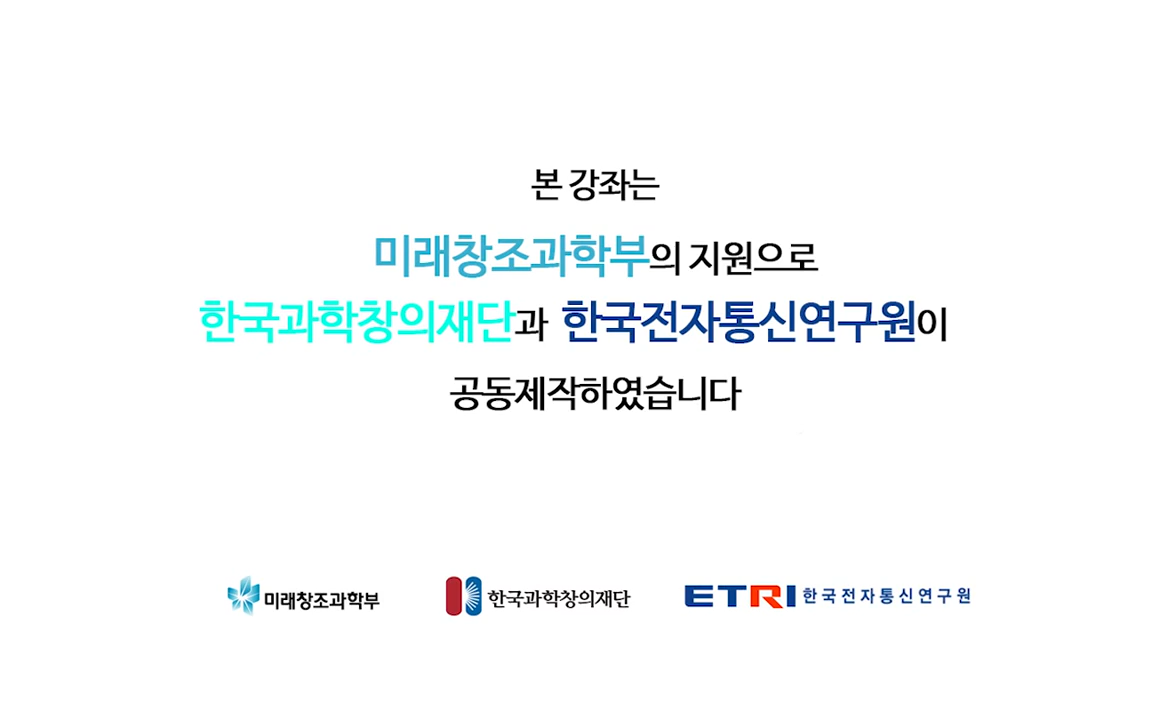 본 강좌는
미래창조과학부의 지원으로
한국과학창의재단과 한국전자통신연구원이
공동제작하였습니다
미래창조과학부 한국과학창의재단 ETRI 한국전자통신연구원